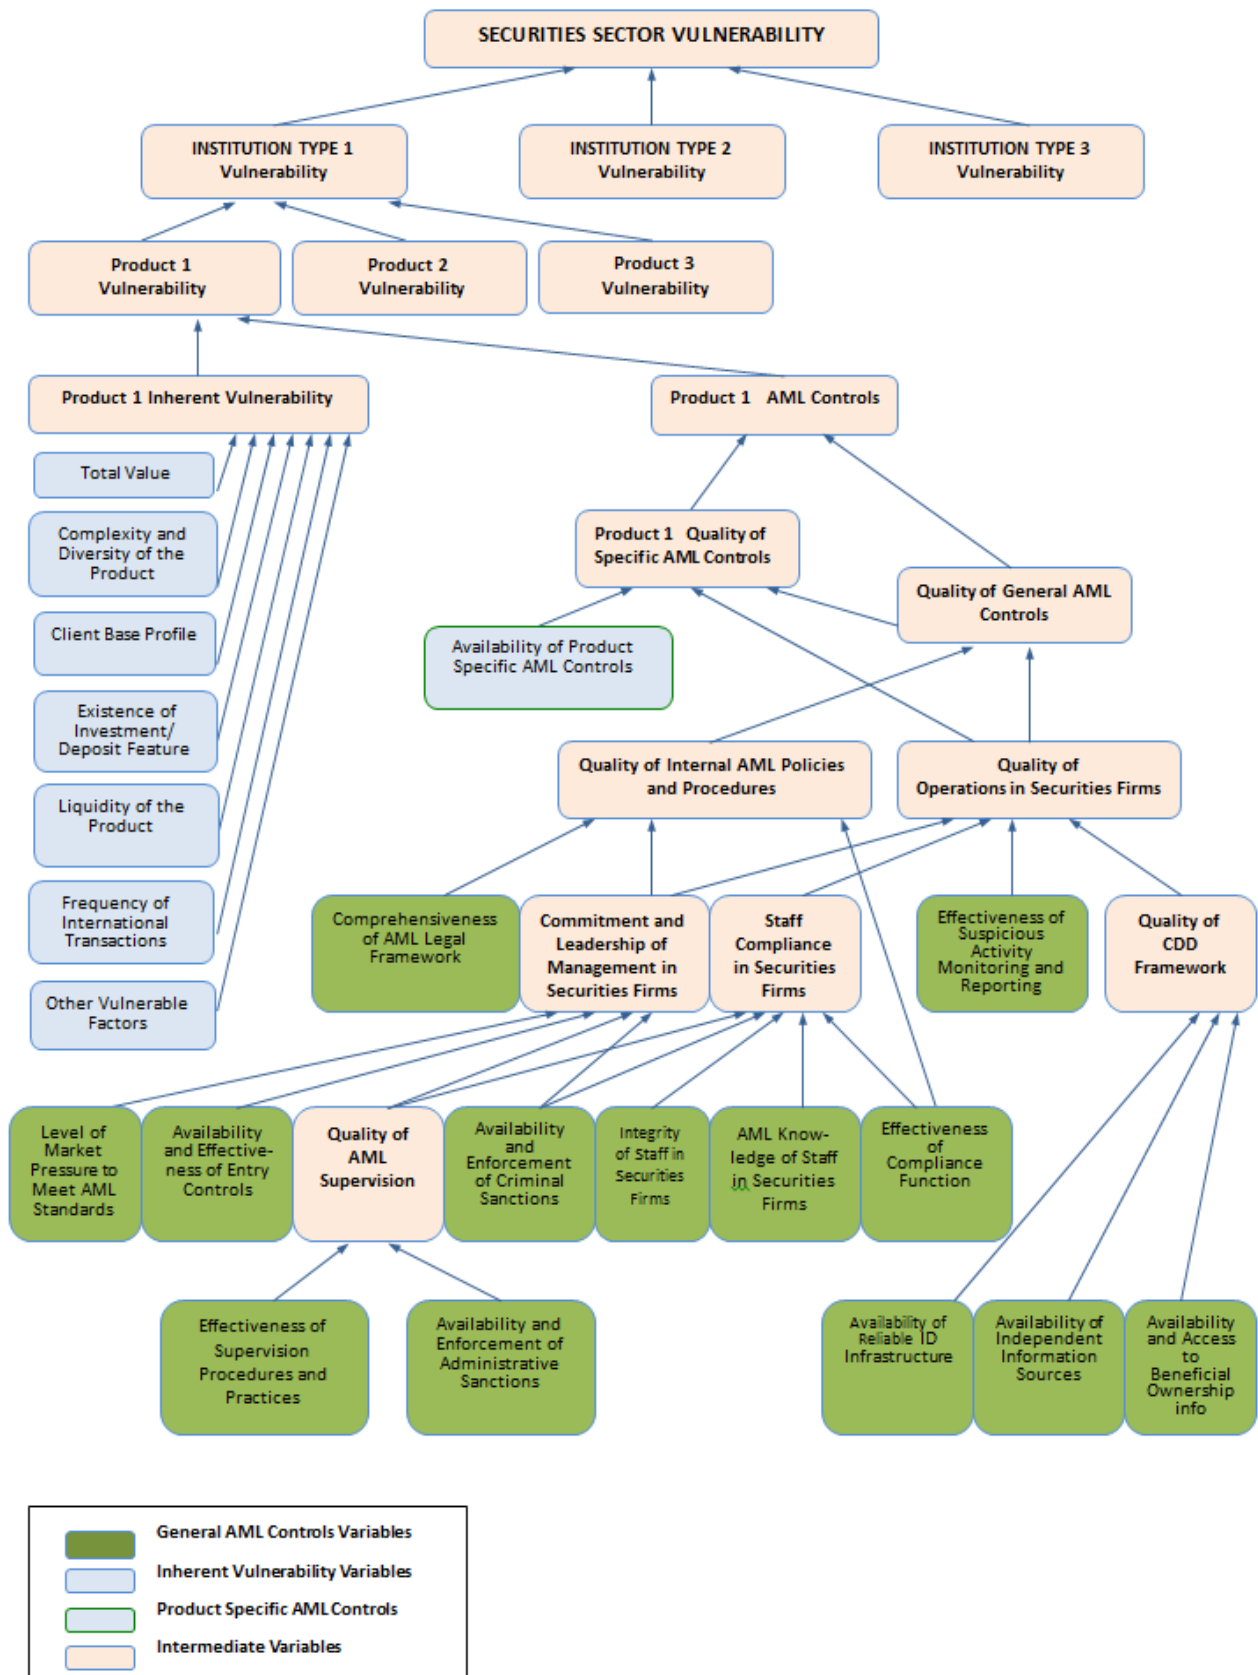 SECURITIES SECTOR VULNERABILITY
INSTITUTION TYPE 1
Vulnerability
INSTITUTION TYPE 2
Vulnerability
INSTITUTION TYPE 3
Vulnerability
Product 1
Vulnerability
Product 2
Vulnerability
Product 3
Vulnerability
Product 1 Inherent Vulnerability
Product 1 AML Controls
Total Value
Complexity and
Diversity of the
Product
Client Base Profile
Existence of
Investment/
Deposit Feature
Liquidity of the
Product
Frequency of
International
Transactions
Other Vulnerable
Factors
Product 1 Quality of
Specific AML Controls
Quality of General AML
Controls
Availability of Product
Specific AML Controls
Quality of Internal AML Policies
and Procedures
Quality of
Operations in Securities Firms
Comprehensiveness
of AML Legal
Framework
Commitment and
Leadership of
Management in
Securities Firms
Staff
Compliance
in Securities
Firms
Effectiveness of
Suspicious
Activity
Monitoring and
Reporting
Quality of
CDD
Framework
Level of
Market
Pressure to
Meet AML
Standards
Availability
and Effective-
ness of Entry
Controls
Quality of
AML
Supervision
Availability
and
Enforcement
of Criminal
Sanctions
Integrity
of Staff in
Securities
Firms
AML Know-
ledge of Staff
in Securities
Firms
Effectiveness
of
Compliance
Function
Effectiveness of
Supervision
Procedures and
Practices
Availability and
Enforcement of
Administrative
Sanctions
Availability of
Reliable ID
Infrastructure
Availability of
Independent
Information
Sources
Availability
and Access
to
Beneficial
Ownership
info
General AML Controls Variables
Inherent Vulnerability Variables
Product Specific AML Controls
Intermediate Variables